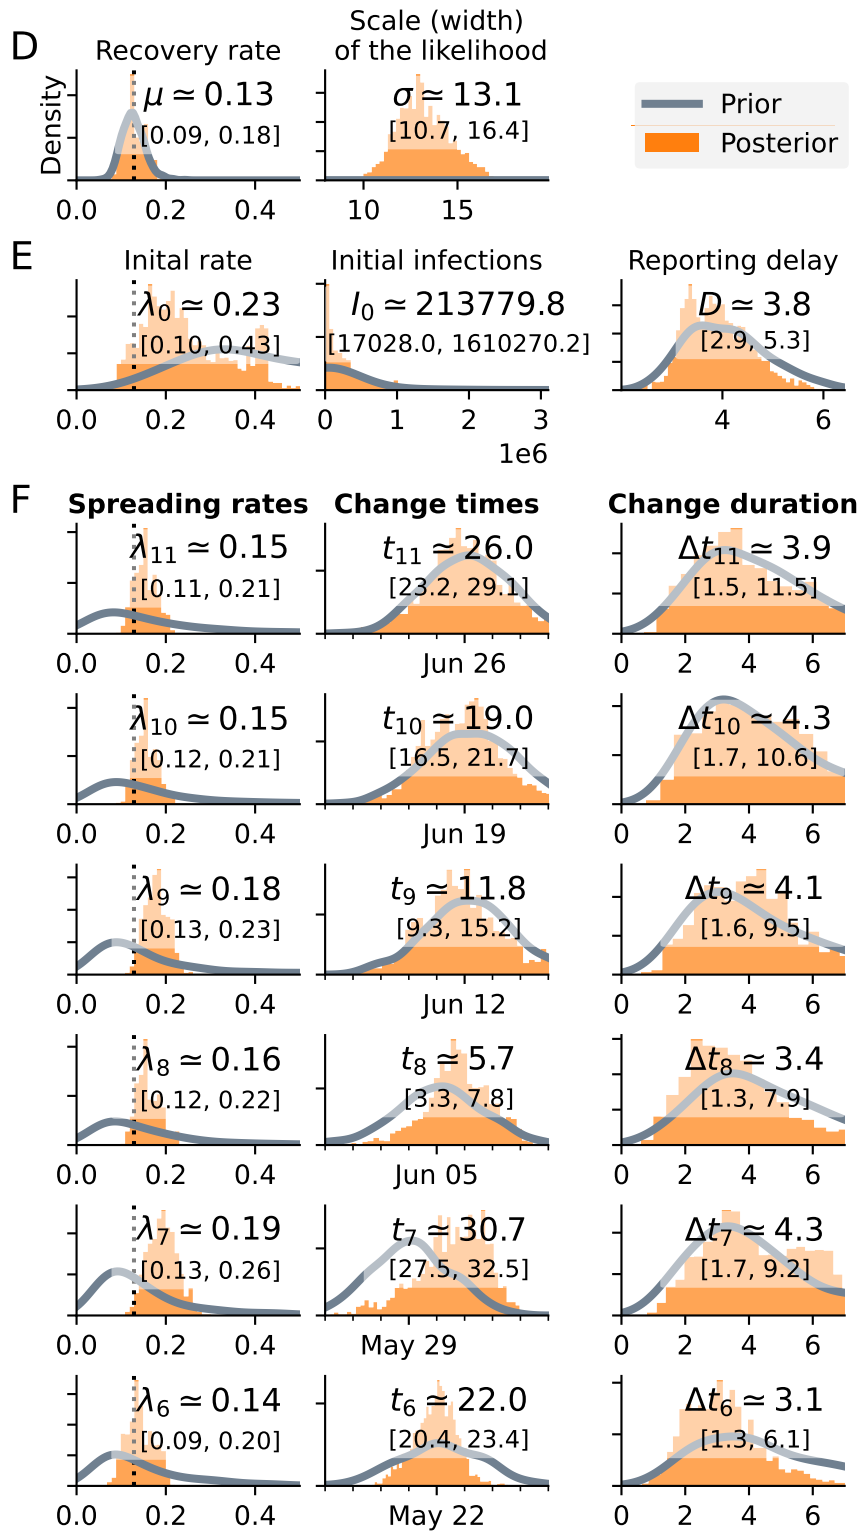 D
Recovery rate
Scale (width)
of the likelihood
Density
μ ≃ 0.13
[0.09, 0.18]
σ ≃ 13.1
[10.7, 16.4]
Prior
Posterior
0.0 0.2 0.4
10 15
E
Inital rate
Initial infections
Reporting delay
λ₀ ≃ 0.23
[0.10, 0.43]
I₀ ≃ 213779.8
[17028.0, 1610270.2]
D ≃ 3.8
[2.9, 5.3]
0.0 0.2 0.4
0 1 2 3
1e6
4 6
F
Spreading rates
Change times
Change duration
λ₁₁ ≃ 0.15
[0.11, 0.21]
t₁₁ ≃ 26.0
[23.2, 29.1]
Δt₁₁ ≃ 3.9
[1.5, 11.5]
0.0 0.2 0.4
Jun 26
0 2 4 6
λ₁₀ ≃ 0.15
[0.12, 0.21]
t₁₀ ≃ 19.0
[16.5, 21.7]
Δt₁₀ ≃ 4.3
[1.7, 10.6]
0.0 0.2 0.4
Jun 19
0 2 4 6
λ₉ ≃ 0.18
[0.13, 0.23]
t₉ ≃ 11.8
[9.3, 15.2]
Δt₉ ≃ 4.1
[1.6, 9.5]
0.0 0.2 0.4
Jun 12
0 2 4 6
λ₈ ≃ 0.16
[0.12, 0.22]
t₈ ≃ 5.7
[3.3, 7.8]
Δt₈ ≃ 3.4
[1.3, 7.9]
0.0 0.2 0.4
Jun 05
0 2 4 6
λ₇ ≃ 0.19
[0.13, 0.26]
t₇ ≃ 30.7
[27.5, 32.5]
Δt₇ ≃ 4.3
[1.7, 9.2]
0.0 0.2 0.4
May 29
0 2 4 6
λ₆ ≃ 0.14
[0.09, 0.20]
t₆ ≃ 22.0
[20.4, 23.4]
Δt₆ ≃ 3.1
[1.3, 6.1]
0.0 0.2 0.4
May 22
0 2 4 6